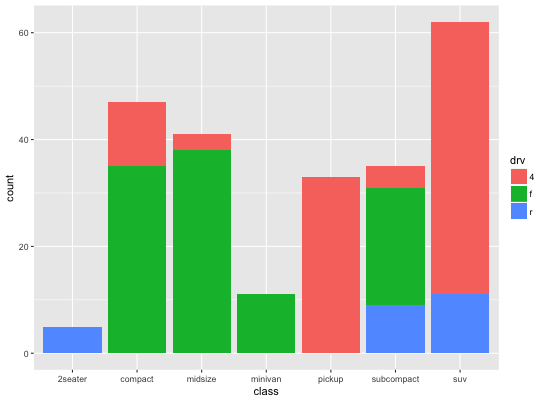 60
40
20
0
count
2seater compact midsize minivan pickup subcompact suv
class
drv
4
f
r